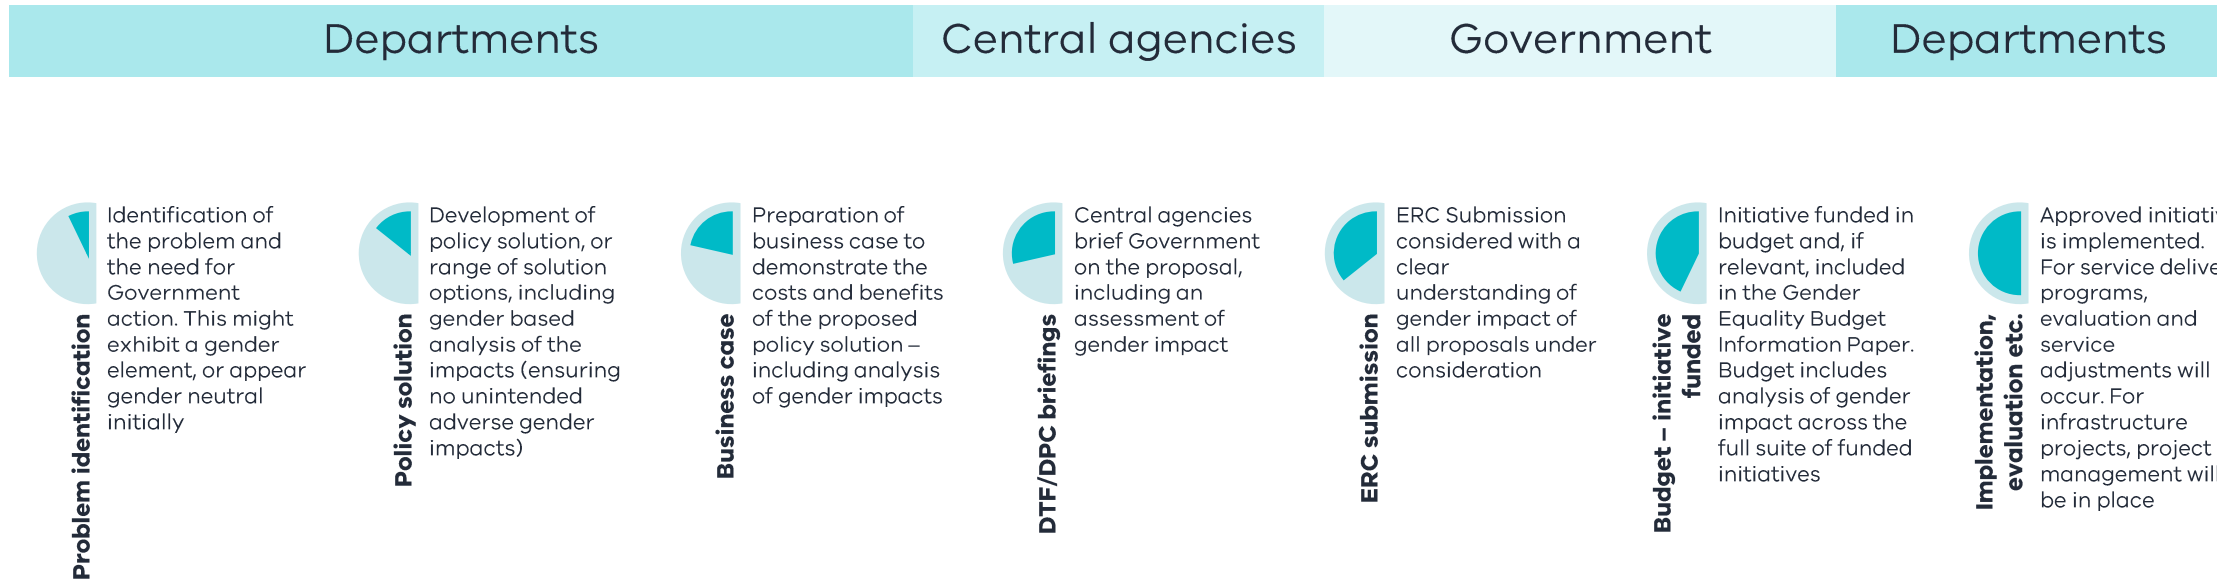 Departments
Central agencies
Government
Departments
Problem identification
Identification of
the problem and
the need for
Government
action. This might
exhibit a gender
element, or appear
gender neutral
initially
Policy solution
Development of
policy solution, or
range of solution
options, including
gender based
analysis of the
impacts (ensuring
no unintended
adverse gender
impacts)
Business case
Preparation of
business case to
demonstrate the
costs and benefits
of the proposed
policy solution –
including analysis
of gender impacts
DTF/DPC briefings
Central agencies
brief Government
on the proposal,
including an
assessment of
gender impact
ERC submission
ERC Submission
considered with a
clear
understanding of
gender impact of
all proposals under
consideration
Budget – initiative
funded
Initiative funded in
budget and, if
relevant, included
in the Gender
Equality Budget
Information Paper.
Budget includes
analysis of gender
impact across the
full suite of funded
initiatives
Implementation,
evaluation etc.
Approved
is implemented.
For service
programs,
evaluation and
service
adjustments will
occur. For
infrastructure
projects, project
management will
be in place